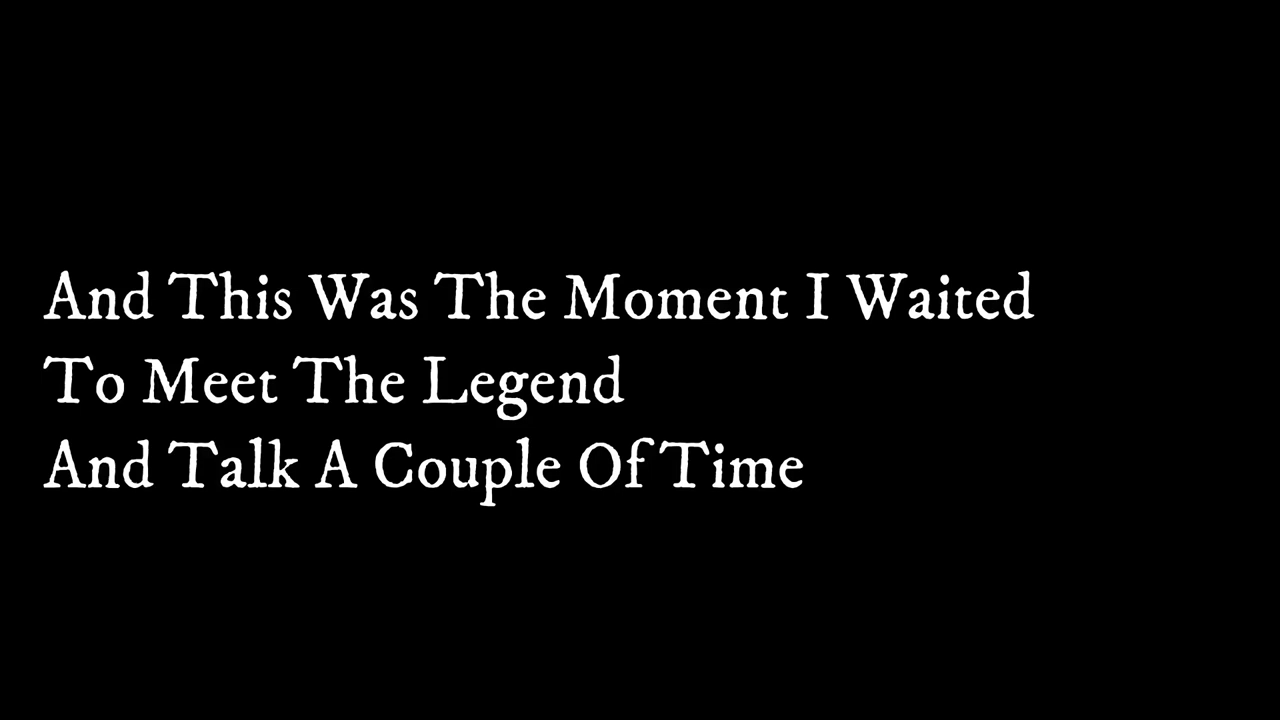 And This Was The Moment I Waited
To Meet The Legend
And Talk A Couple Of Time